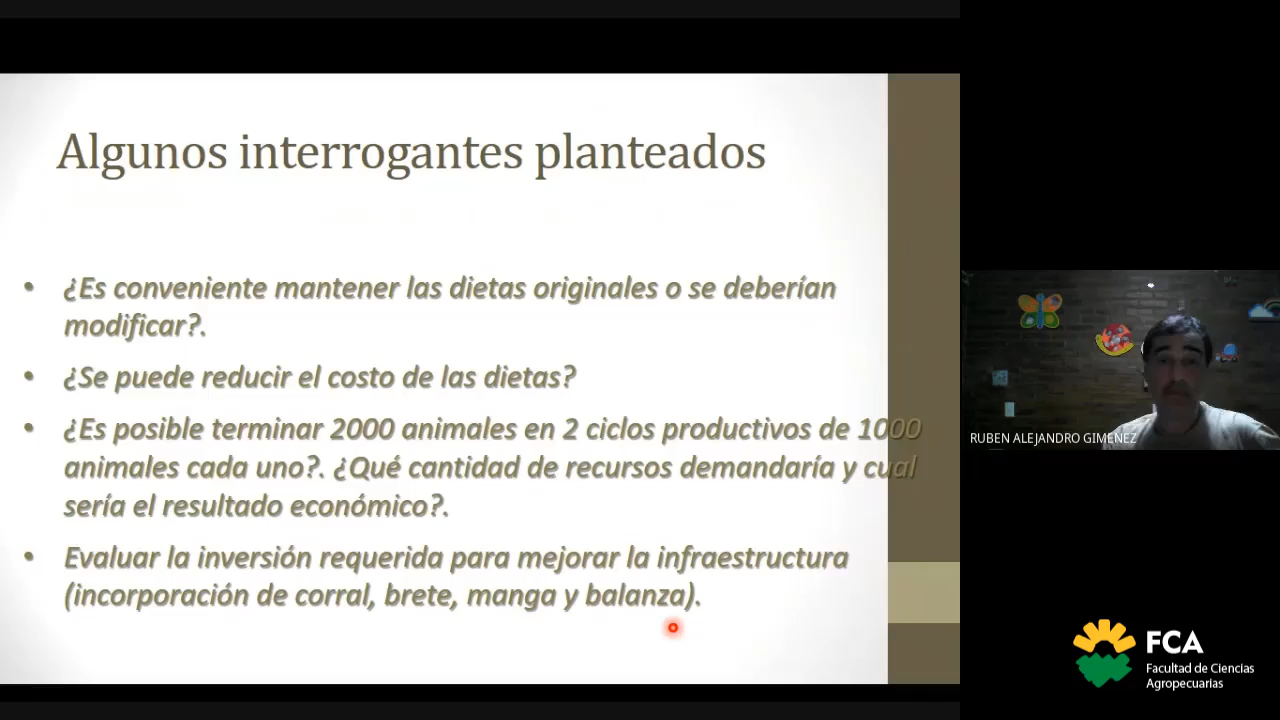 Algunos interrogantes planteados
• ¿Es conveniente mantener las dietas originales o se deberían
modificar?.
• ¿Se puede reducir el costo de las dietas?
• ¿Es posible terminar 2000 animales en 2 ciclos productivos de 1000
animales cada uno?. ¿Qué cantidad de recursos demandaría y cual
sería el resultado económico?.
• Evaluar la inversión requerida para mejorar la infraestructura
(incorporación de corral, brete, manga y balanza).
RUBEN ALEJANDRO GIMENEZ
FCA
Facultad de Ciencias
Agropecuarias